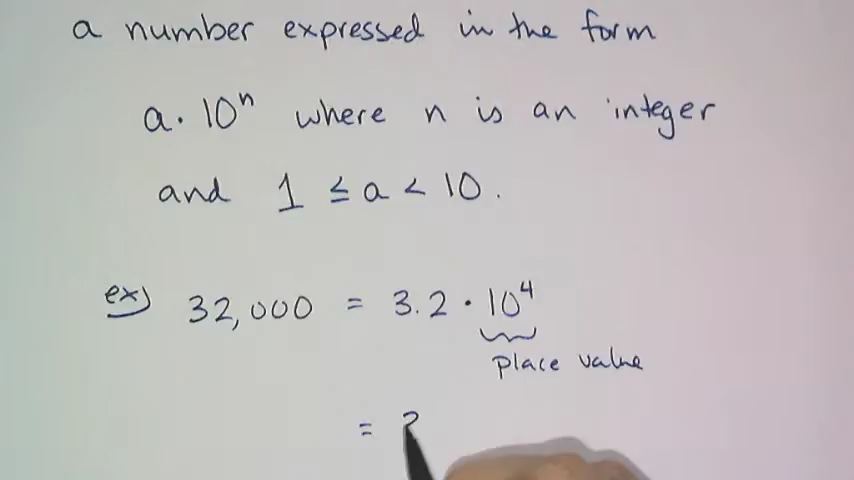 a number expressed in the form
a · 10ⁿ where n is an integer
and 1 ≤ a < 10.
ex) 32,000 = 3.2 · 10⁴
place value
=